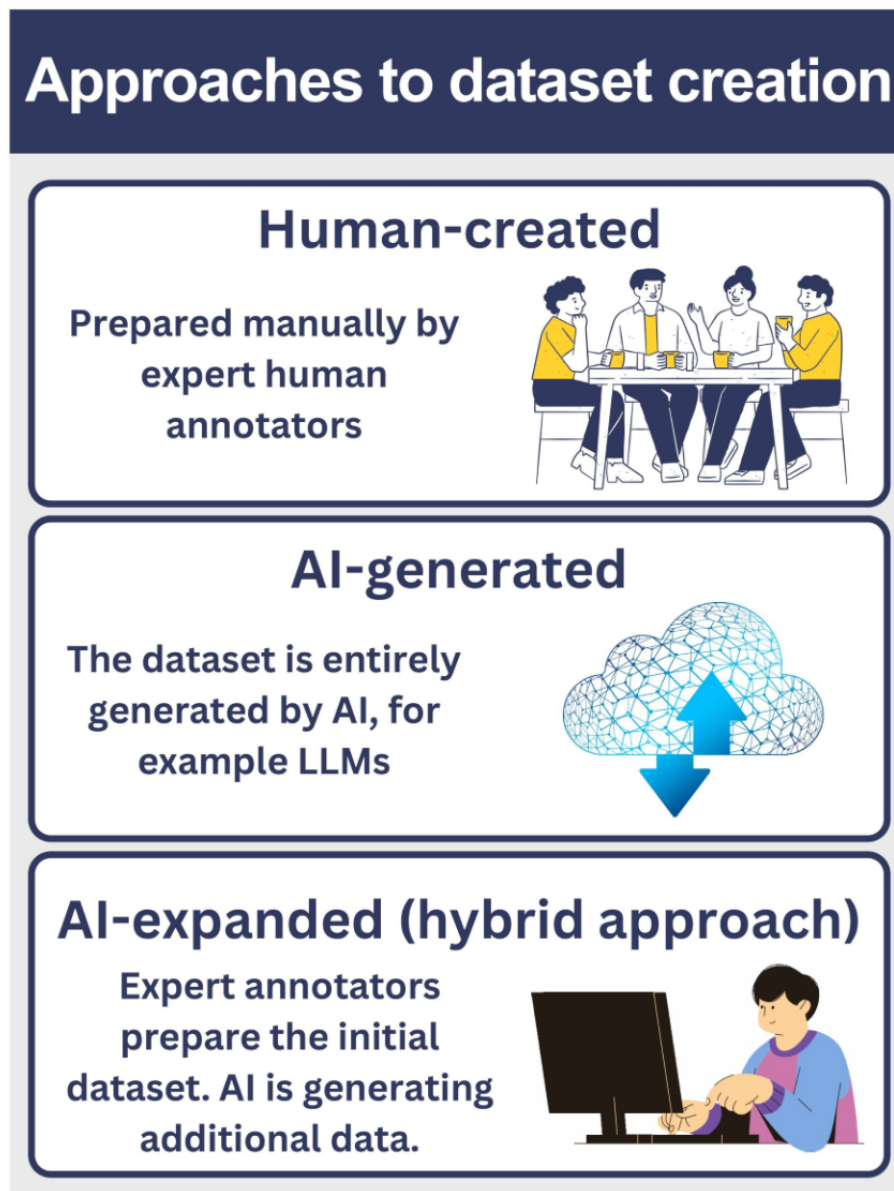 Approaches to dataset creation
Human-created
Prepared manually by
expert human
annotators
AI-generated
The dataset is entirely
generated by AI, for
example LLMs
AI-expanded (hybrid approach)
Expert annotators
prepare the initial
dataset. AI is generating
additional data.